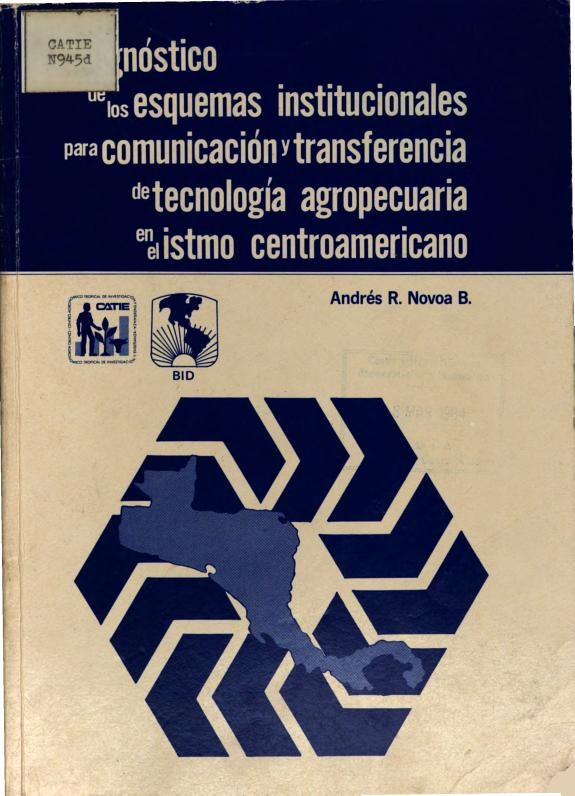 CATIE
N945d
gnóstico
de los esquemas institucionales
para comunicación y transferencia
de tecnología agropecuaria
en el istmo centroamericano
Andrés R. Novoa B.
CATIE
BID